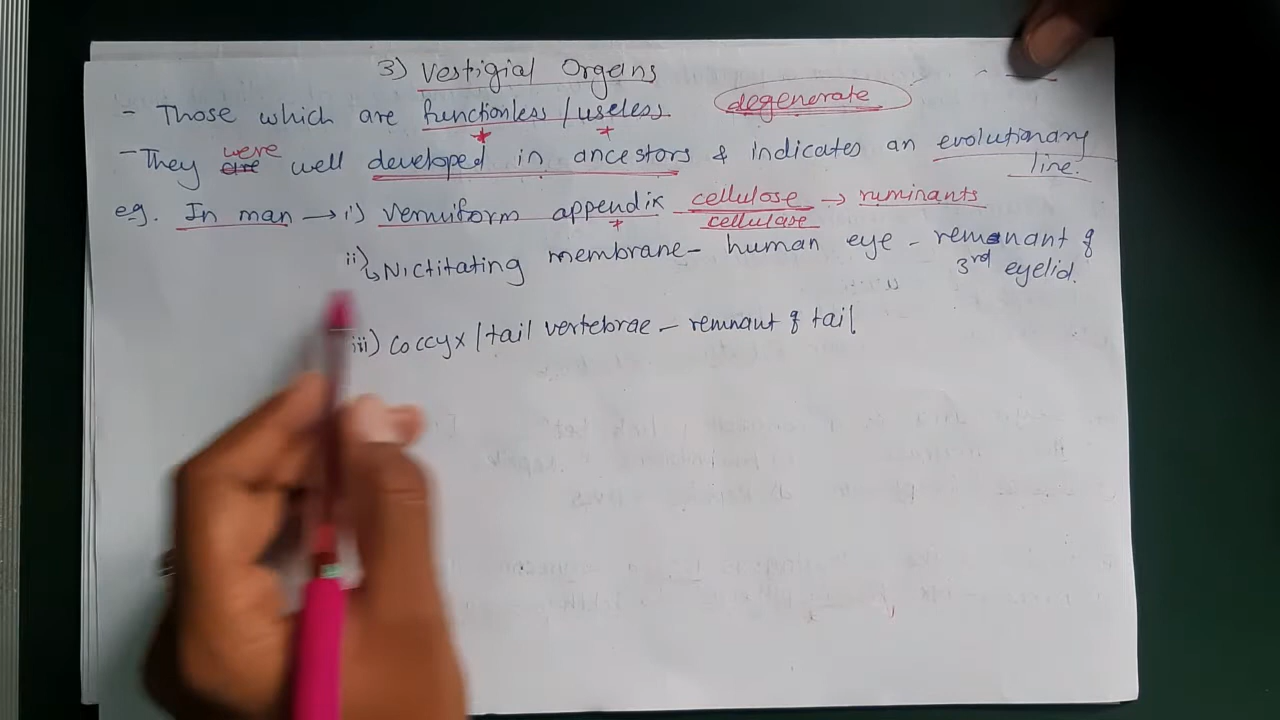 3) Vestigial Organs
- Those which are functionless / useless. degenerate
- They were are well developed in ancestors & indicates an evolutionary line.
e.g. In man → i) Vermiform appendix cellulose → ruminants
cellulase
ii) Nictitating membrane - human eye - remenant of 3rd eyelid.
iii) Coccyx / tail vertebrae - remnant of tail